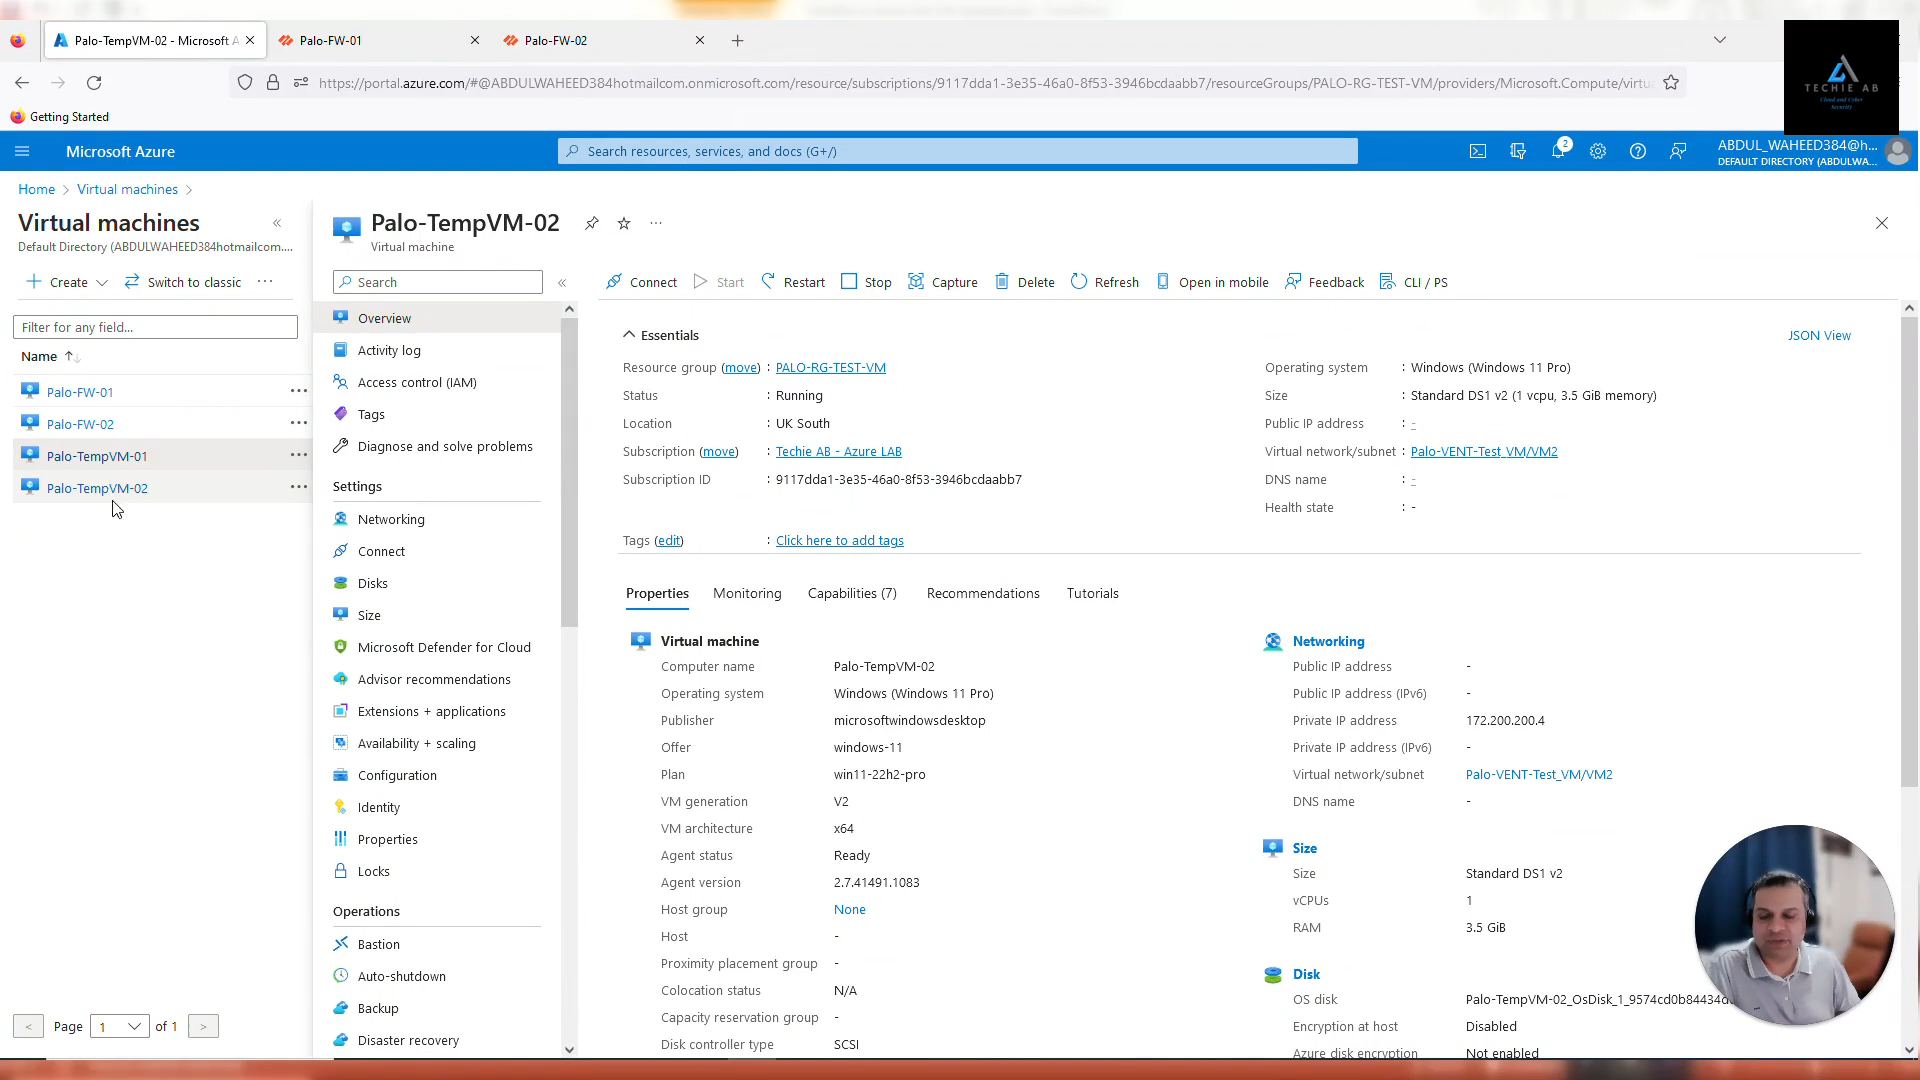 Palo-TempVM-02 - Microsoft A
Palo-FW-01
Palo-FW-02
https://portal.azure.com/#@ABDULWAHEED384hotmailcom.onmicrosoft.com/resource/subscriptions/9117dda1-3e35-46a0-8f53-3946bcdaabb7/resourceGroups/PALO-RG-TEST-VM/providers/Microsoft.Compute/virtu
TECHIE AB
Cloud and Cyber
Security
Getting Started
Microsoft Azure
Search resources, services, and docs (G+/)
2
ABDUL_WAHEED384@h...
DEFAULT DIRECTORY (ABDULWA...
Home
Virtual machines
Virtual machines
Default Directory (ABDULWAHEED384hotmailcom....
Create
Switch to classic
Filter for any field...
Name
Palo-FW-01
Palo-FW-02
Palo-TempVM-01
Palo-TempVM-02
Page 1 of 1
Palo-TempVM-02
Virtual machine
Search
Overview
Activity log
Access control (IAM)
Tags
Diagnose and solve problems
Settings
Networking
Connect
Disks
Size
Microsoft Defender for Cloud
Advisor recommendations
Extensions + applications
Availability + scaling
Configuration
Identity
Properties
Locks
Operations
Bastion
Auto-shutdown
Backup
Disaster recovery
Connect
Start
Restart
Stop
Capture
Delete
Refresh
Open in mobile
Feedback
CLI / PS
Essentials
JSON View
Resource group (move) : PALO-RG-TEST-VM
Status : Running
Location : UK South
Subscription (move) : Techie AB - Azure LAB
Subscription ID : 9117dda1-3e35-46a0-8f53-3946bcdaabb7
Tags (edit) : Click here to add tags
Operating system : Windows (Windows 11 Pro)
Size : Standard DS1 v2 (1 vcpu, 3.5 GiB memory)
Public IP address : -
Virtual network/subnet : Palo-VENT-Test_VM/VM2
DNS name : -
Health state : -
Properties
Monitoring
Capabilities (7)
Recommendations
Tutorials
Virtual machine
Computer name Palo-TempVM-02
Operating system Windows (Windows 11 Pro)
Publisher microsoftwindowsdesktop
Offer windows-11
Plan win11-22h2-pro
VM generation V2
VM architecture x64
Agent status Ready
Agent version 2.7.41491.1083
Host group None
Host -
Proximity placement group -
Colocation status N/A
Capacity reservation group -
Disk controller type SCSI
Networking
Public IP address -
Public IP address (IPv6) -
Private IP address 172.200.200.4
Private IP address (IPv6) -
Virtual network/subnet Palo-VENT-Test_VM/VM2
DNS name -
Size
Size Standard DS1 v2
vCPUs 1
RAM 3.5 GiB
Disk
OS disk Palo-TempVM-02_OsDisk_1_9574cd0b84434d
Encryption at host Disabled
Azure disk encryption Not enabled